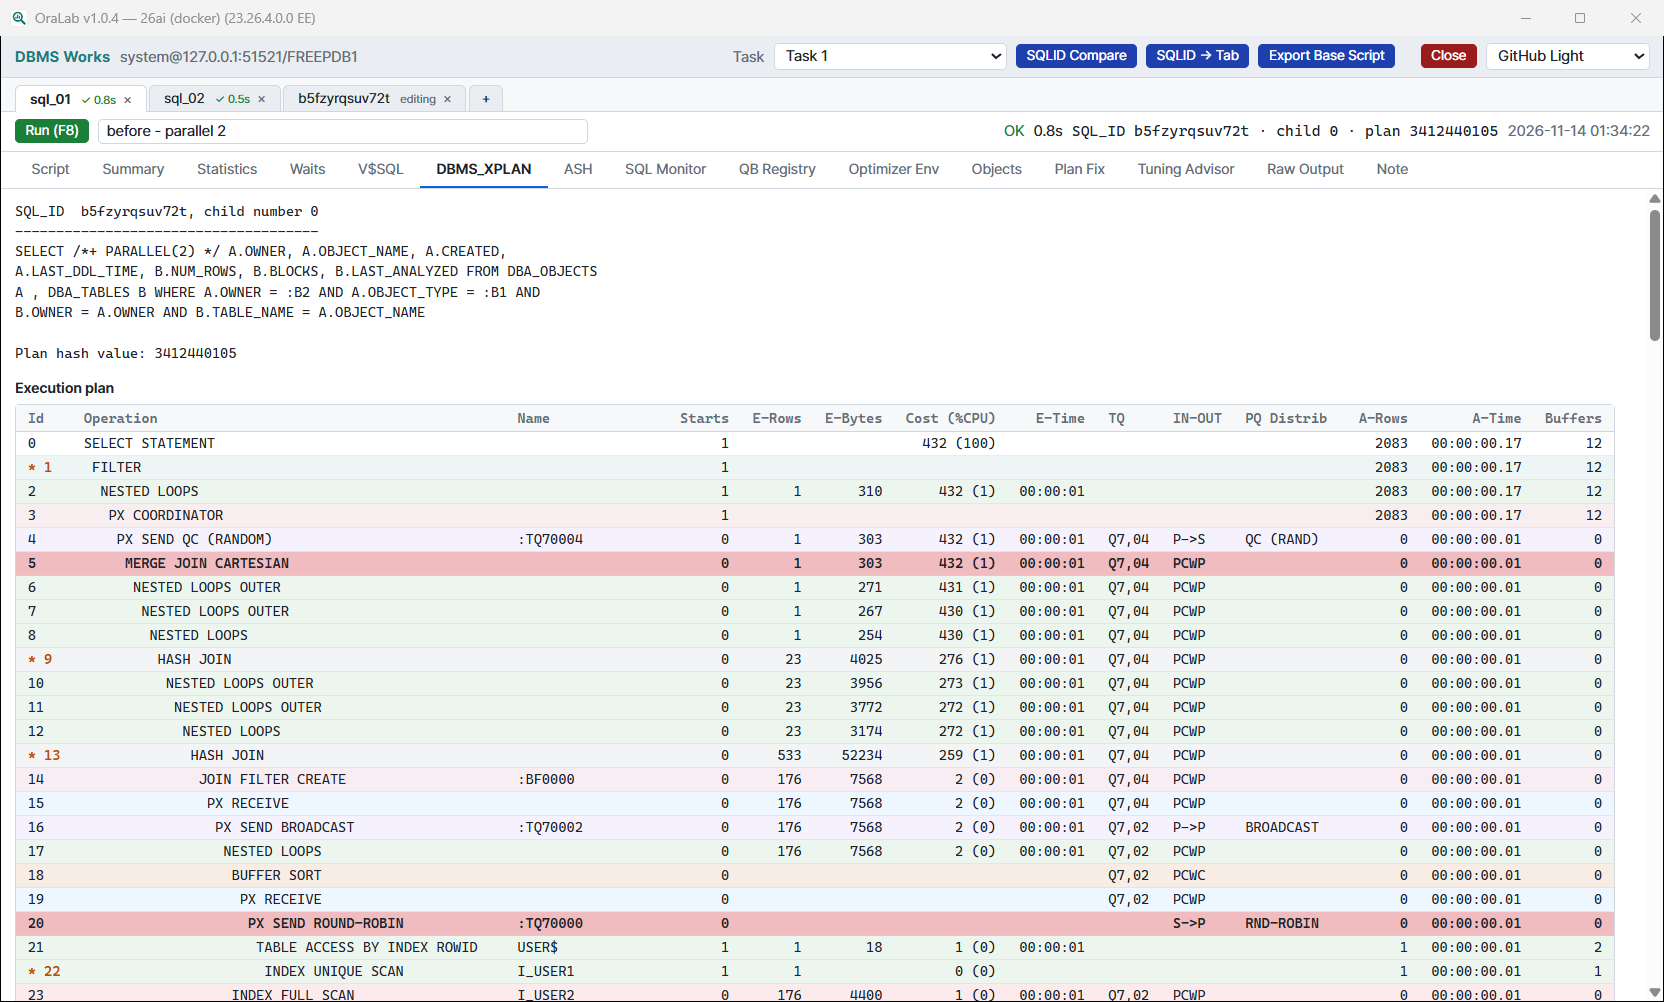 OraLab v1.0.4 — 26ai (docker) (23.26.4.0.0 EE)
DBMS Works system@127.0.0.1:51521/FREEPDB1 Task Task 1 SQLID Compare SQLID → Tab Export Base Script Close GitHub Light
sql_01 ✓ 0.8s × sql_02 ✓ 0.5s × b5fzyrqsuv72t editing × +
Run (F8) before - parallel 2 OK 0.8s SQL_ID b5fzyrqsuv72t · child 0 · plan 3412440105 2026-11-14 01:34:22
Script Summary Statistics Waits V$SQL DBMS_XPLAN ASH SQL Monitor QB Registry Optimizer Env Objects Plan Fix Tuning Advisor Raw Output Note
SQL_ID  b5fzyrqsuv72t, child number 0
-------------------------------------
SELECT /*+ PARALLEL(2) */ A.OWNER, A.OBJECT_NAME, A.CREATED,
A.LAST_DDL_TIME, B.NUM_ROWS, B.BLOCKS, B.LAST_ANALYZED FROM DBA_OBJECTS
A , DBA_TABLES B WHERE A.OWNER = :B2 AND A.OBJECT_TYPE = :B1 AND
B.OWNER = A.OWNER AND B.TABLE_NAME = A.OBJECT_NAME
Plan hash value: 3412440105
Execution plan
Id Operation Name Starts E-Rows E-Bytes Cost (%CPU) E-Time TQ IN-OUT PQ Distrib A-Rows A-Time Buffers
0 SELECT STATEMENT 1 432 (100) 2083 00:00:00.17 12
* 1 FILTER 1 2083 00:00:00.17 12
2 NESTED LOOPS 1 1 310 432 (1) 00:00:01 2083 00:00:00.17 12
3 PX COORDINATOR 1 2083 00:00:00.17 12
4 PX SEND QC (RANDOM) :TQ70004 0 1 303 432 (1) 00:00:01 Q7,04 P->S QC (RAND) 0 00:00:00.01 0
5 MERGE JOIN CARTESIAN 0 1 303 432 (1) 00:00:01 Q7,04 PCWP 0 00:00:00.01 0
6 NESTED LOOPS OUTER 0 1 271 431 (1) 00:00:01 Q7,04 PCWP 0 00:00:00.01 0
7 NESTED LOOPS OUTER 0 1 267 430 (1) 00:00:01 Q7,04 PCWP 0 00:00:00.01 0
8 NESTED LOOPS 0 1 254 430 (1) 00:00:01 Q7,04 PCWP 0 00:00:00.01 0
* 9 HASH JOIN 0 23 4025 276 (1) 00:00:01 Q7,04 PCWP 0 00:00:00.01 0
10 NESTED LOOPS OUTER 0 23 3956 273 (1) 00:00:01 Q7,04 PCWP 0 00:00:00.01 0
11 NESTED LOOPS OUTER 0 23 3772 272 (1) 00:00:01 Q7,04 PCWP 0 00:00:00.01 0
12 NESTED LOOPS 0 23 3174 272 (1) 00:00:01 Q7,04 PCWP 0 00:00:00.01 0
* 13 HASH JOIN 0 533 52234 259 (1) 00:00:01 Q7,04 PCWP 0 00:00:00.01 0
14 JOIN FILTER CREATE :BF0000 0 176 7568 2 (0) 00:00:01 Q7,04 PCWP 0 00:00:00.01 0
15 PX RECEIVE 0 176 7568 2 (0) 00:00:01 Q7,04 PCWP 0 00:00:00.01 0
16 PX SEND BROADCAST :TQ70002 0 176 7568 2 (0) 00:00:01 Q7,02 P->P BROADCAST 0 00:00:00.01 0
17 NESTED LOOPS 0 176 7568 2 (0) 00:00:01 Q7,02 PCWP 0 00:00:00.01 0
18 BUFFER SORT 0 Q7,02 PCWC 0 00:00:00.01 0
19 PX RECEIVE 0 Q7,02 PCWP 0 00:00:00.01 0
20 PX SEND ROUND-ROBIN :TQ70000 0 S->P RND-ROBIN 0 00:00:00.01 0
21 TABLE ACCESS BY INDEX ROWID USER$ 1 1 18 1 (0) 00:00:01 1 00:00:00.01 2
* 22 INDEX UNIQUE SCAN I_USER1 1 1 0 (0) 1 00:00:00.01 1
23 INDEX FULL SCAN I_USER2 0 176 4400 1 (0) 00:00:01 Q7,02 PCWP 0 00:00:00.01 0